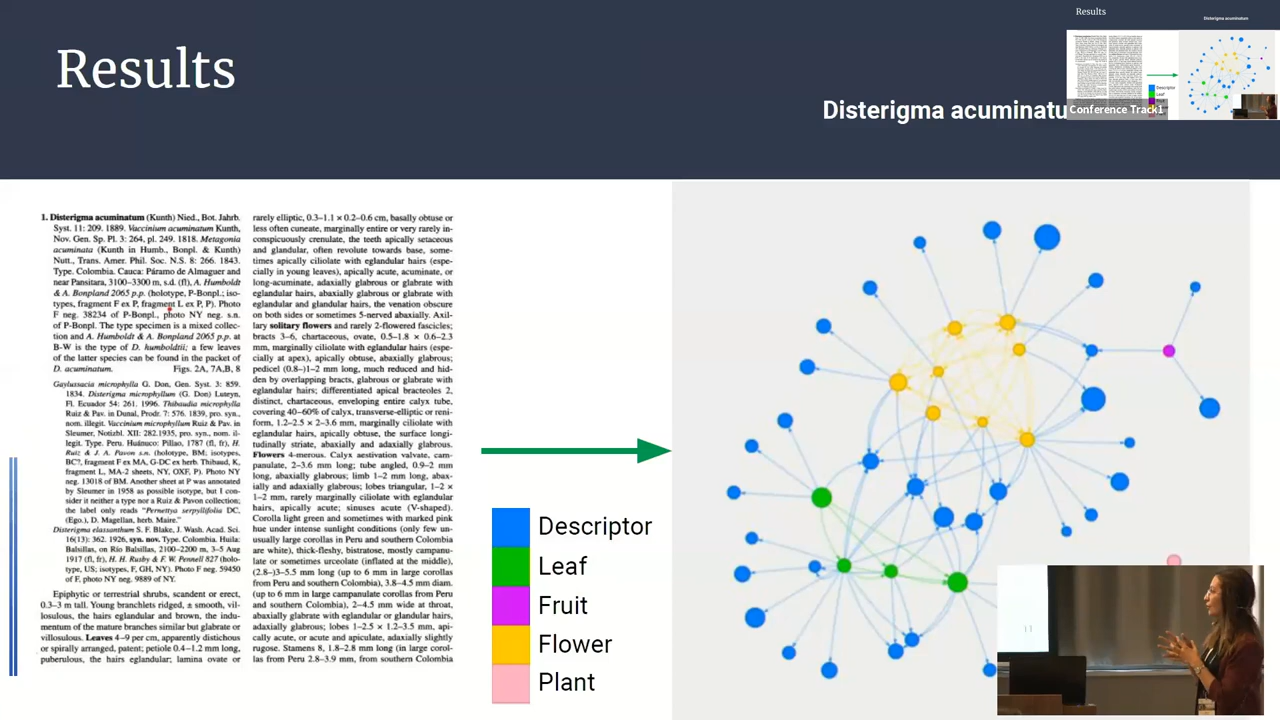 Results
Disterigma acuminatu
Results
Disterigma acuminatum
Descriptor
Leaf
Conference Track1
1. Disterigma acuminatum (Kunth) Nied., Bot. Jahrb.
Syst. 11: 209. 1889. Vaccinium acuminatum Kunth,
Nov. Gen. Sp. Pl. 3: 264, pl. 249. 1818. Metagonia
acuminata (Kunth in Humb., Bonpl. & Kunth)
Nutt., Trans. Amer. Phil. Soc. N.S. 8: 266. 1843.
Type. Colombia. Cauca: Páramo de Almaguer and
near Pansitara, 3100–3300 m, s.d. (fl), A. Humboldt
& A. Bonpland 2065 p.p. (holotype, P-Bonpl.; iso-
types, fragment F ex P, fragment L ex P, P). Photo
F neg. 38234 of P-Bonpl., photo NY neg. s.n.
of P-Bonpl. The type specimen is a mixed collec-
tion and A. Humboldt & A. Bonpland 2065 p.p. at
B-W is the type of D. humboldtii; a few leaves
of the latter species can be found in the packet of
D. acuminatum. Figs. 2A, 7A,B, 8
Gaylussacia microphylla G. Don, Gen. Syst. 3: 859.
1834. Disterigma microphyllum (G. Don) Luteyn,
Fl. Ecuador 54: 261. 1996. Thibaudia microphylla
Ruiz & Pav. in Dunal, Prodr. 7: 576. 1839, pro. syn.,
nom. illegit. Vaccinium microphyllum Ruiz & Pav. in
Sleumer, Notizbl. XII: 282.1935, pro. syn., nom. il-
legit. Type. Peru. Huánuco: Pillao, 1787 (fl, fr), H.
Ruiz & J. A. Pavon s.n. (holotype, BM; isotypes,
BC?, fragment F ex MA, G-DC ex herb. Thibaud, K,
fragment L, MA-2 sheets, NY, OXF, P). Photo NY
neg. 13018 of BM. Another sheet at P was annotated
by Sleumer in 1958 as possible isotype, but I con-
sider it neither a type nor a Ruiz & Pavon collection;
the label only reads "Pernettya serpyllifolia DC,
(Ego.), D. Magellan, herb. Maire."
Disterigma elassanthum S. F. Blake, J. Wash. Acad. Sci.
16(13): 362. 1926, syn. nov. Type. Colombia. Huila:
Balsillas, on Río Balsillas, 2100–2200 m, 3–5 Aug
1917 (fl, fr), H. H. Rusby & F. W. Pennell 827 (holo-
type, US; isotypes, F, GH, NY). Photo F neg. 59450
of F, photo NY neg. 9889 of NY.
Epiphytic or terrestrial shrubs, scandent or erect,
0.3–3 m tall. Young branchlets ridged, ± smooth, vil-
losulous, the hairs eglandular and brown, the indu-
mentum of the mature branches similar but glabrate or
villosulous. Leaves 4–9 per cm, apparently distichous
or spirally arranged, patent; petiole 0.4–1.2 mm long,
puberulous, the hairs eglandular; lamina ovate or
rarely elliptic, 0.3–1.1 × 0.2–0.6 cm, basally obtuse or
less often cuneate, marginally entire or very rarely in-
conspicuously crenulate, the teeth apically setaceous
and glandular, often revolute towards base, some-
times apically ciliolate with eglandular hairs (espe-
cially in young leaves), apically acute, acuminate, or
long-acuminate, adaxially glabrous or glabrate with
eglandular hairs, abaxially glabrous or glabrate with
eglandular and glandular hairs, the venation obscure
on both sides or sometimes 5-nerved abaxially. Axil-
lary solitary flowers and rarely 2-flowered fascicles;
bracts 3–6, chartaceous, ovate, 0.5–1.8 × 0.6–2.3
mm, marginally ciliolate with eglandular hairs (espe-
cially at apex), apically obtuse, abaxially glabrous;
pedicel (0.8–)1–2 mm long, much reduced and hid-
den by overlapping bracts, glabrous or glabrate with
eglandular hairs; differentiated apical bracteoles 2,
distinct, chartaceous, enveloping entire calyx tube,
covering 40–60% of calyx, transverse-elliptic or reni-
form, 1.2–2.5 × 2–3.6 mm, marginally ciliolate with
eglandular hairs, apically obtuse, the surface longi-
tudinally striate, abaxially and adaxially glabrous.
Flowers 4-merous. Calyx aestivation valvate, cam-
panulate, 2–3.6 mm long; tube angled, 0.9–2 mm
long, abaxially glabrous; limb 1–2 mm long, abax-
ially and adaxially glabrous; lobes triangular, 1–2 ×
1–2 mm, rarely marginally ciliolate with eglandular
hairs, apically acute; sinuses acute (V-shaped).
Corolla light green and sometimes with marked pink
hue under intense sunlight conditions (only few un-
usually large corollas in Peru and southern Colombia
are white), thick-fleshy, bistratose, mostly campanu-
late or sometimes urceolate (inflated at the middle),
(2.8–)3–5.5 mm long (up to 6 mm in large corollas
from Peru and southern Colombia), 3.8–4.5 mm diam.
(up to 6 mm in large campanulate corollas from Peru
and southern Colombia), 2–4.5 mm wide at throat,
abaxially glabrate with eglandular or glandular hairs,
adaxially glabrous; lobes 1–2.5 × 1.2–3.5 mm, api-
cally acute, or acute and apiculate, adaxially slightly
rugose. Stamens 8, 1.8–2.8 mm long (in large corol-
las from Peru 2.8–3.9 mm, from southern Colombia
Descriptor
Leaf
Fruit
Flower
Plant